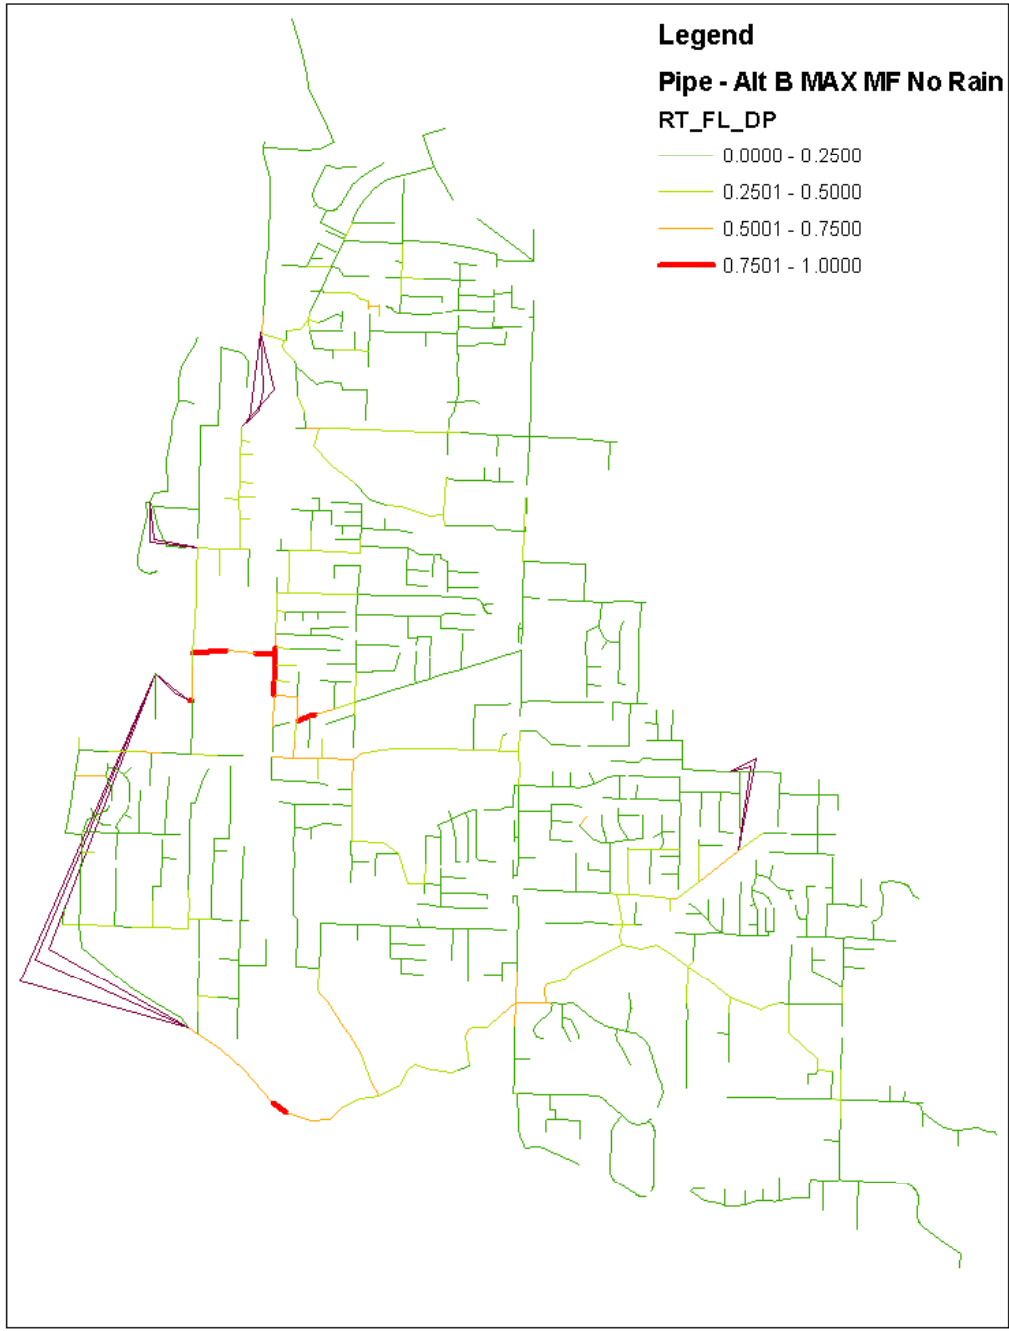 Legend
Pipe - Alt B MAX MF No Rain
RT_FL_DP
0.0000 - 0.2500
0.2501 - 0.5000
0.5001 - 0.7500
0.7501 - 1.0000